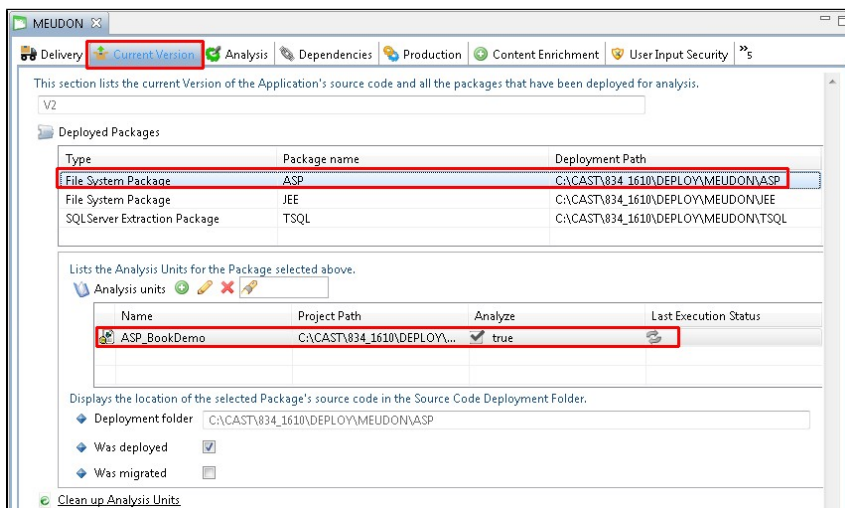 MEUDON
Delivery Current Version Analysis Dependencies Production Content Enrichment User Input Security »5
This section lists the current Version of the Application's source code and all the packages that have been deployed for analysis.
V2
Deployed Packages
Type Package name Deployment Path
File System Package ASP C:\CAST\834_1610\DEPLOY\MEUDON\ASP
File System Package JEE C:\CAST\834_1610\DEPLOY\MEUDON\JEE
SQLServer Extraction Package TSQL C:\CAST\834_1610\DEPLOY\MEUDON\TSQL
Lists the Analysis Units for the Package selected above.
Analysis units
Name Project Path Analyze Last Execution Status
ASP_BookDemo C:\CAST\834_1610\DEPLOY\... true
Displays the location of the selected Package's source code in the Source Code Deployment Folder.
Deployment folder C:\CAST\834_1610\DEPLOY\MEUDON\ASP
Was deployed
Was migrated
Clean up Analysis Units